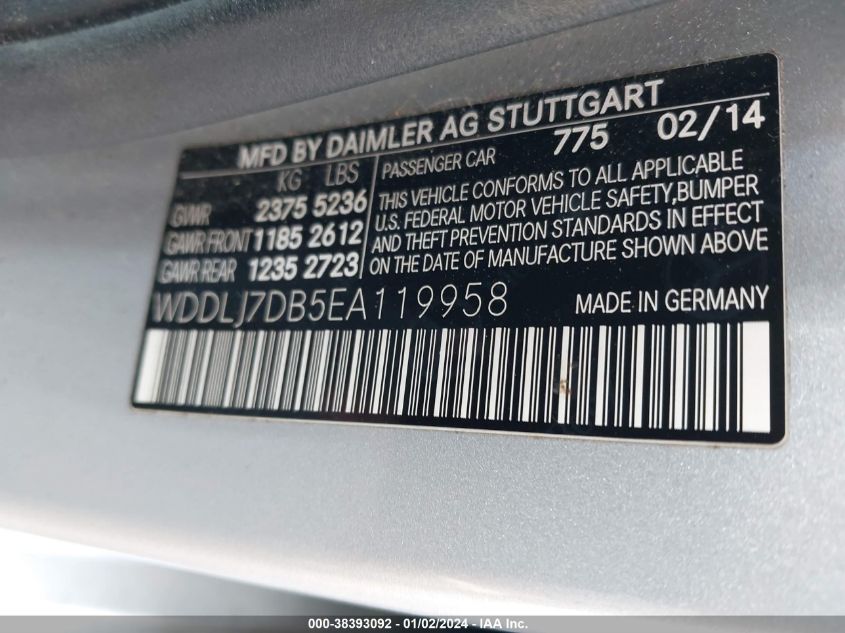 MFD BY DAIMLER AG STUTTGART
KG LBS
GVWR 2375 5236
GAWR FRONT 1185 2612
GAWR REAR 1235 2723
PASSENGER CAR 775 02/14
THIS VEHICLE CONFORMS TO ALL APPLICABLE
U.S. FEDERAL MOTOR VEHICLE SAFETY, BUMPER
AND THEFT PREVENTION STANDARDS IN EFFECT
ON THE DATE OF MANUFACTURE SHOWN ABOVE
WDDLJ7DB5EA119958 MADE IN GERMANY
000-38393092 - 01/02/2024 - IAA Inc.